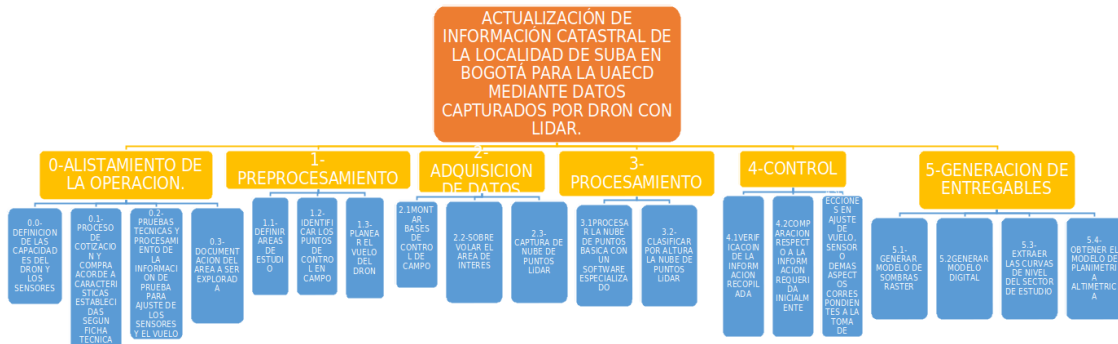 ACTUALIZACIÓN DE
INFORMACIÓN CATASTRAL DE
LA LOCALIDAD DE SUBA EN
BOGOTÁ PARA LA UAECD
MEDIANTE DATOS
CAPTURADOS POR DRON CON
LIDAR.
0-ALISTAMIENTO DE
LA OPERACION.
1-
PREPROCESAMIENTO
2-
ADQUISICION
DE DATOS
3-
PROCESAMIENTO
4-CONTROL
5-GENERACION DE
ENTREGABLES
0.0-
DEFINICION
DE LAS
CAPACIDAD
ES DEL
DRON Y
LOS
SENSORES
0.1-
PROCESO
DE
COTIZACIO
N Y
COMPRA
ACORDE A
CARACTERI
STICAS
ESTABLECI
DAS
SEGUN
FICHA
TECNICA
0.2-
PRUEBAS
TECNICAS Y
PROCESAMI
ENTO DE
LA
INFORMACI
ON DE
PRUEBA
PARA
AJUSTE DE
LOS
SENSORES
Y EL VUELO
0.3-
DOCUMENT
ACION DEL
AREA A SER
EXPLORAD
A
1.1-
DEFINIR
AREAS DE
ESTUDI
O
1.2-
IDENTIFI
CAR LOS
PUNTOS
DE
CONTROL
EN
CAMPO
1.3-
PLANEA
R EL
VUELO
DEL
DRON
2.1MONT
AR
BASES
DE
CONTRO
L DE
CAMPO
2.2-SOBRE
VOLAR EL
AREA DE
INTERES
2.3-
CAPTURA DE
NUBE DE
PUNTOS
LIDAR
3.1PROCESA
R LA NUBE
DE PUNTOS
BASICA CON
UN
SOFTWARE
ESPECIALIZA
DO
3.2-
CLASIFICAR
POR ALTURA
LA NUBE DE
PUNTOS
LIDAR
4.1VERIF
ICACOIN
DE LA
INFORM
ACION
RECOPIL
ADA
4.2COMP
ARACION
RESPECT
O A LA
INFORM
ACION
REQUERI
DA
INICIALM
ENTE
ECCIONE
S EN
AJUSTE
DE
VUELO,
SENSOR
O
DEMAS
ASPECT
OS
CORRES
PONDIEN
TES A LA
TOMA
DE
5.1-
GENERAR
MODELO DE
SOMBRAS
RASTER
5.2GENERAR
MODELO
DIGITAL
5.3-
EXTRAER
LAS CURVAS
DE NIVEL
DEL SECTOR
DE ESTUDIO
5.4-
OBTENER EL
MODELO DE
PLANIMETRI
A
ALTIMETRIC
A